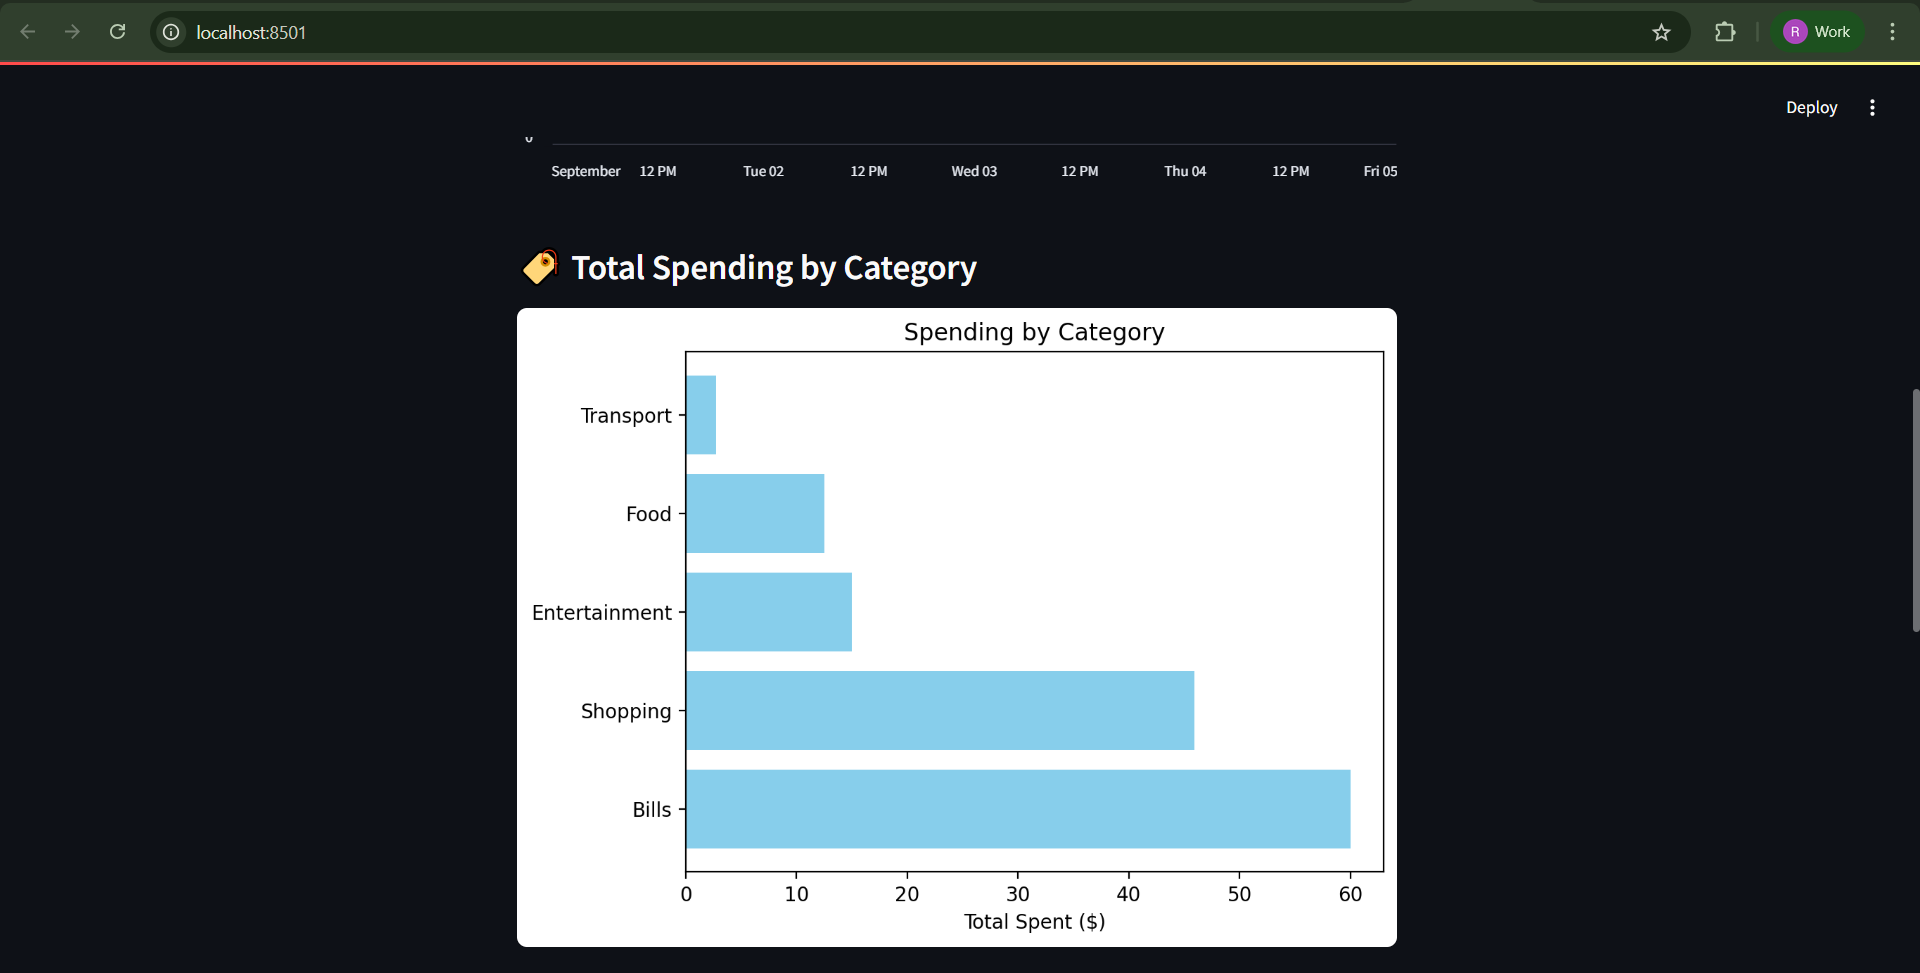 localhost:8501
R Work
Deploy
0
September 12 PM Tue 02 12 PM Wed 03 12 PM Thu 04 12 PM Fri 05
Total Spending by Category
Spending by Category
Transport
Food
Entertainment
Shopping
Bills
0 10 20 30 40 50 60
Total Spent ($)